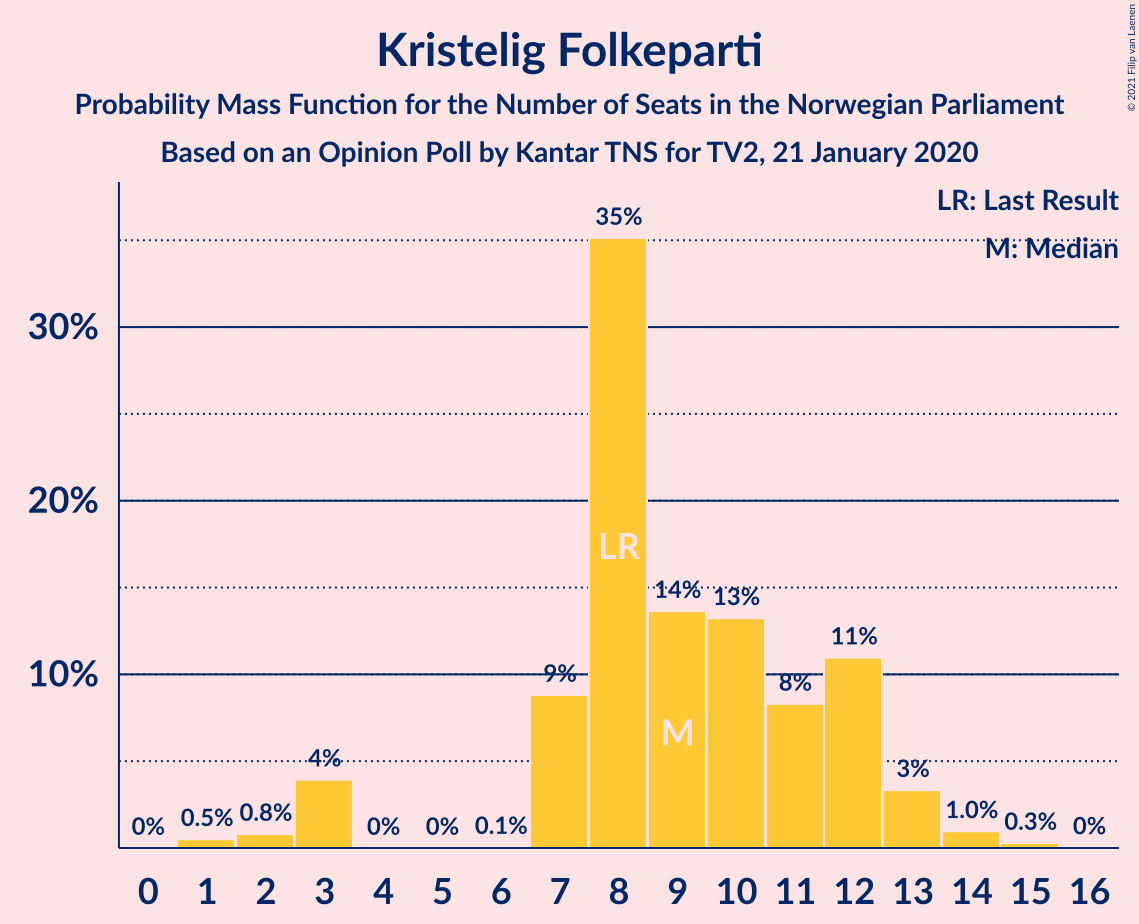 Kristelig Folkeparti
Probability Mass Function for the Number of Seats in the Norwegian Parliament
Based on an Opinion Poll by Kantar TNS for TV2, 21 January 2020
© 2021 Filip van Laenen
LR: Last Result
M: Median
35%
30%
20%
LR
14% 13%
11%
10%
9% 8%
M
4% 3%
0% 0.5% 0.8% 0% 0% 0.1% 1.0% 0.3% 0%
0 1 2 3 4 5 6 7 8 9 10 11 12 13 14 15 16